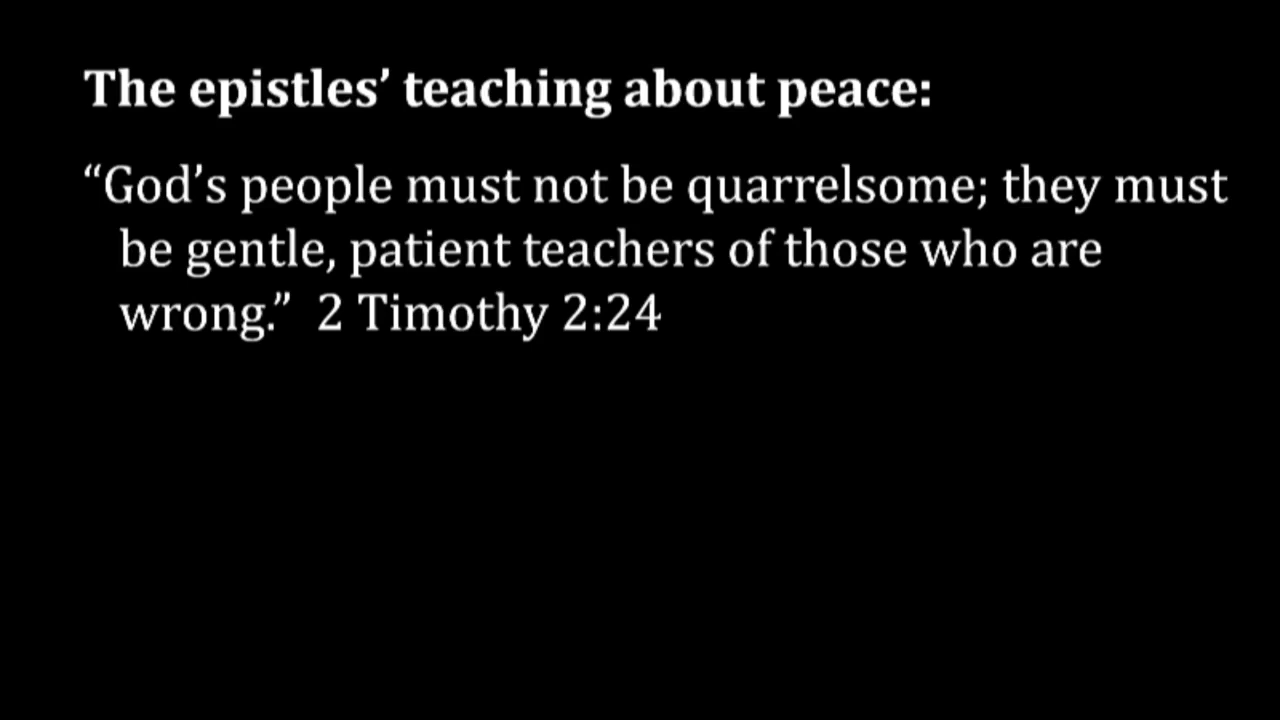 The epistles’ teaching about peace:
“God’s people must not be quarrelsome; they must
be gentle, patient teachers of those who are
wrong.”  2 Timothy 2:24